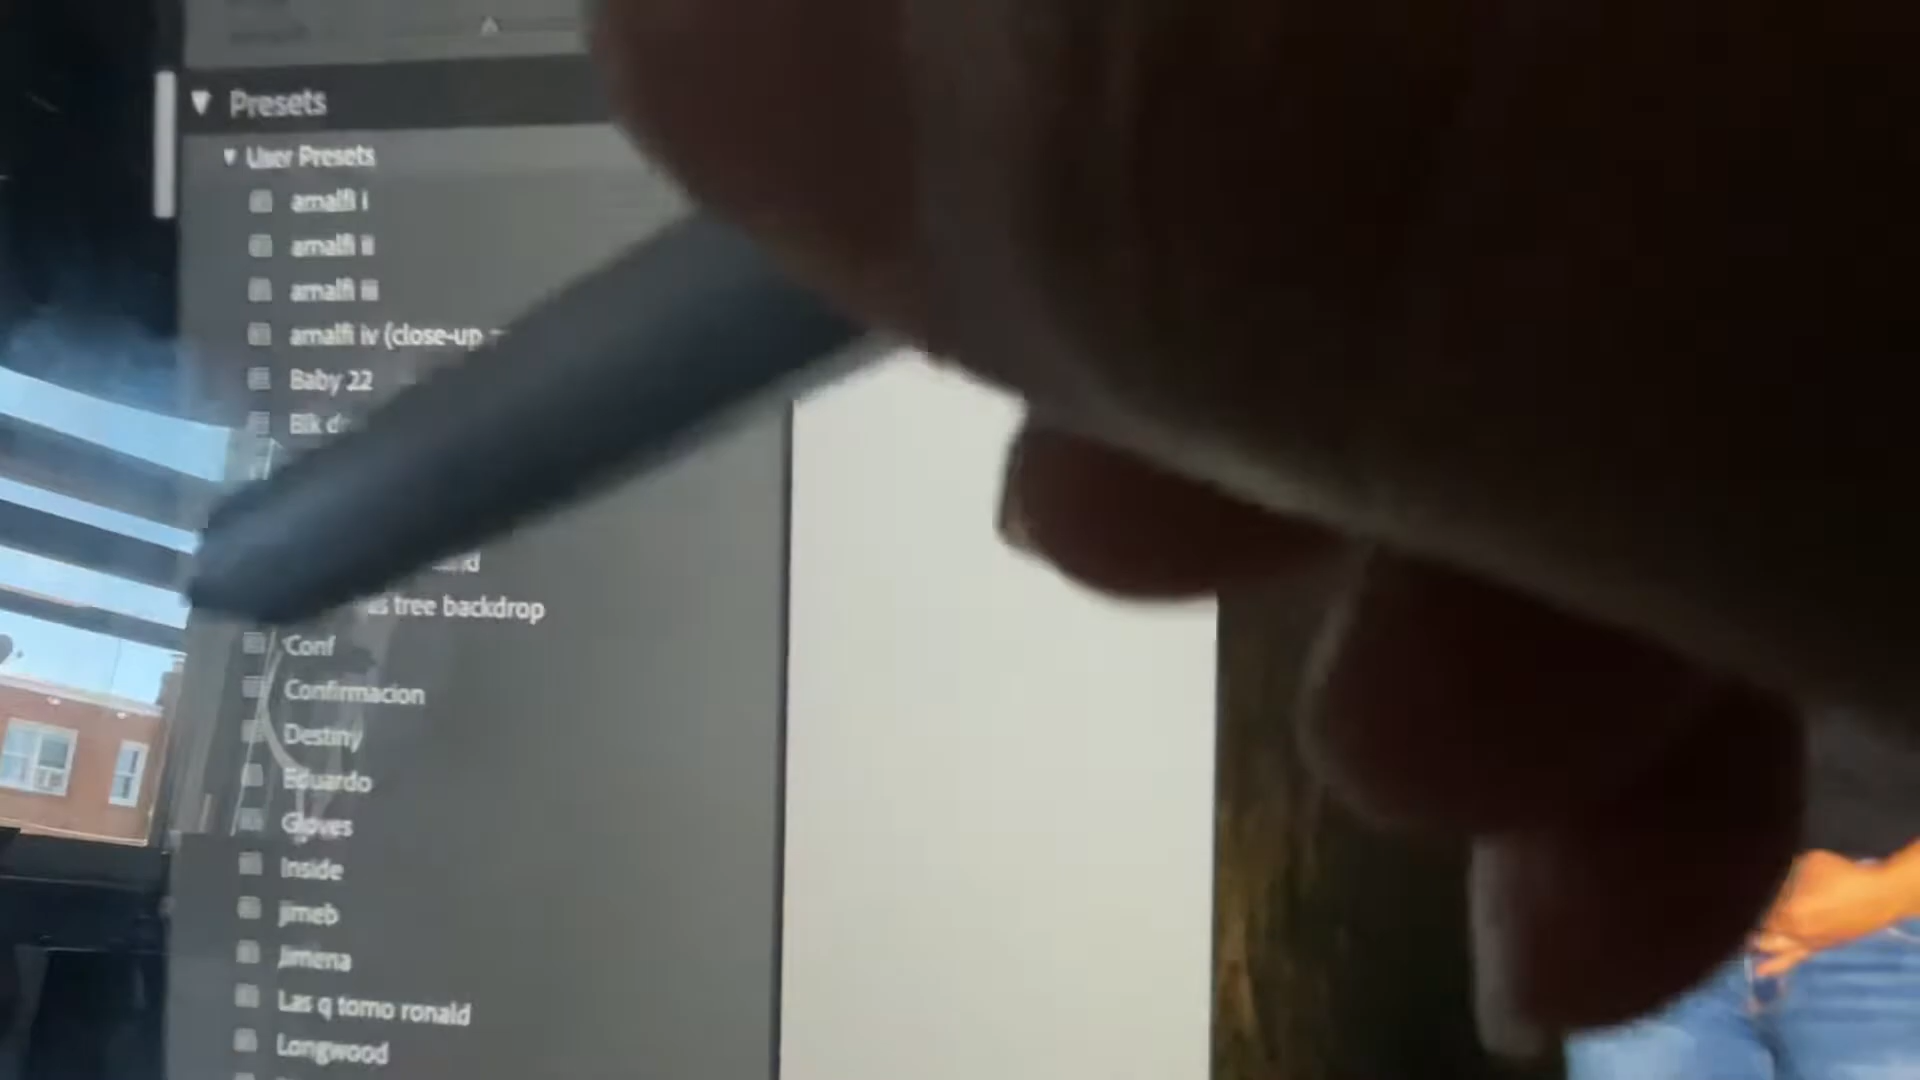 Presets
User Presets
amalfi i
amalfi ii
amalfi iii
amalfi iv (close-up
Baby 22
Blk
tree backdrop
Conf
Confirmacion
Destiny
Eduardo
Gloves
Inside
jimeb
Jimena
Las q tomo ronald
Longwood